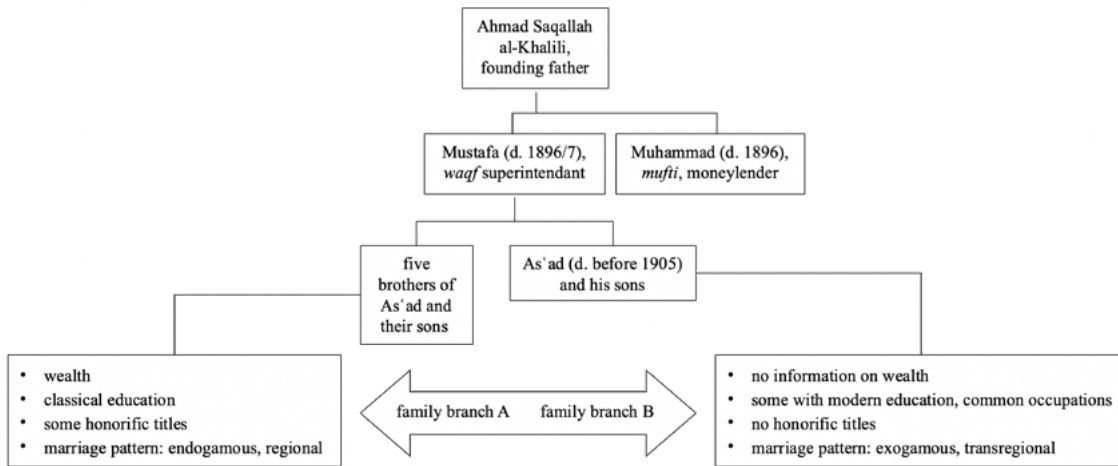 Ahmad Saqallah
al-Khalili,
founding father
Mustafa (d. 1896/7),
waqf superintendant
Muhammad (d. 1896),
mufti, moneylender
five
brothers of
Asʿad and
their sons
Asʿad (d. before 1905)
and his sons
• wealth
• classical education
• some honorific titles
• marriage pattern: endogamous, regional
family branch A
family branch B
• no information on wealth
• some with modern education, common occupations
• no honorific titles
• marriage pattern: exogamous, transregional